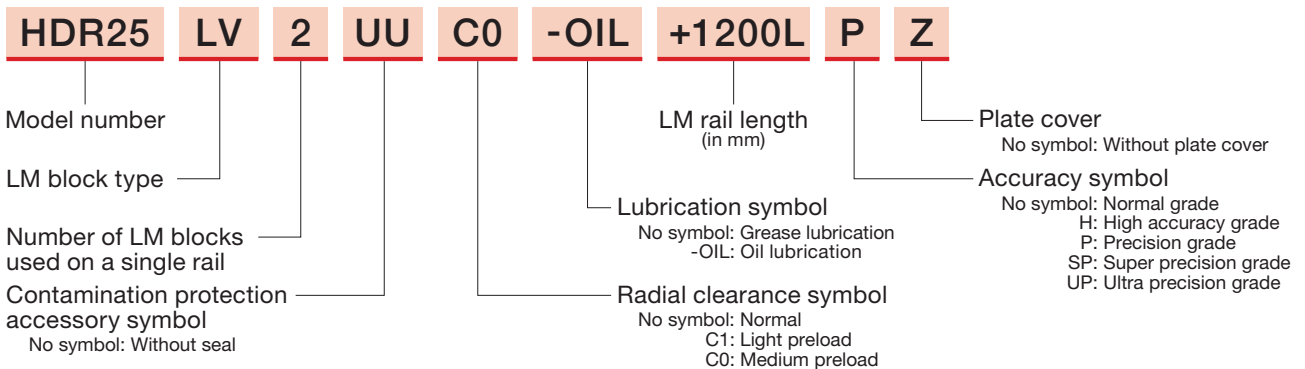 HDR25 LV 2 UU C0 -OIL +1200L P Z
Model number
LM block type
Number of LM blocks
used on a single rail
Contamination protection
accessory symbol
No symbol: Without seal
LM rail length
(in mm)
Lubrication symbol
No symbol: Grease lubrication
-OIL: Oil lubrication
Radial clearance symbol
No symbol: Normal
C1: Light preload
C0: Medium preload
Plate cover
No symbol: Without plate cover
Accuracy symbol
No symbol: Normal grade
H: High accuracy grade
P: Precision grade
SP: Super precision grade
UP: Ultra precision grade